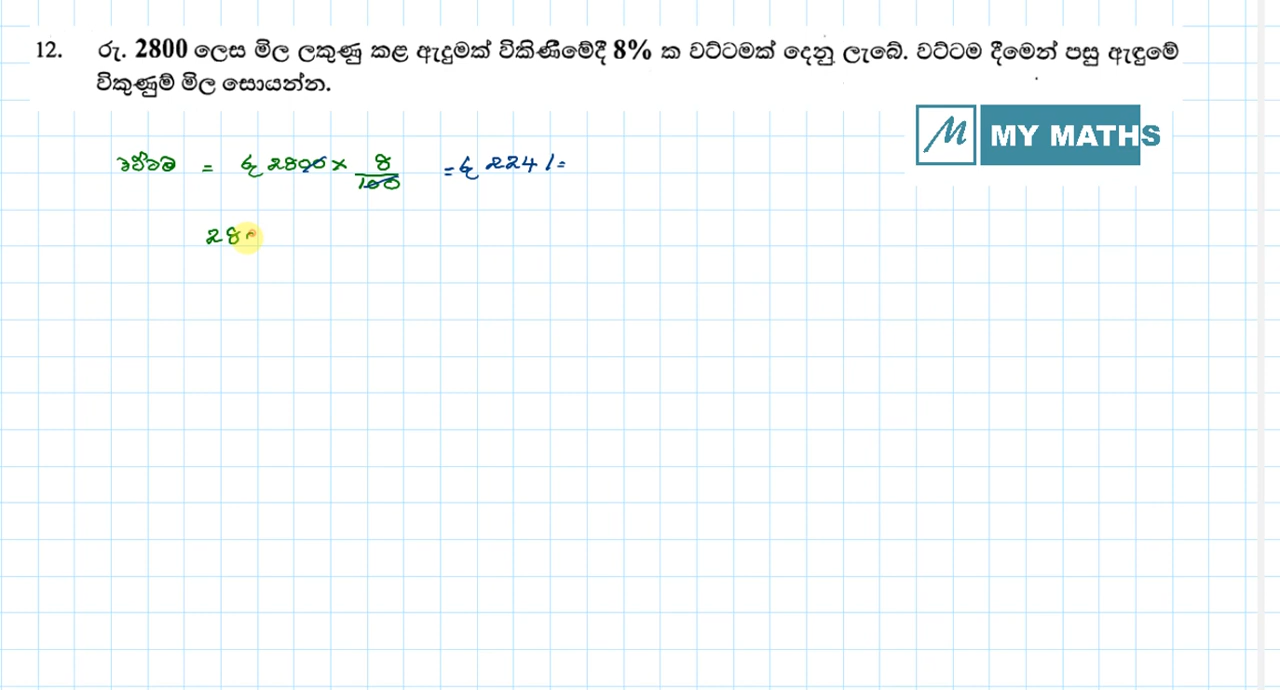 12. රු. 2800 ලෙස මිල ලකුණු කළ ඇදුමක් විකිණීමේදී 8% ක වට්ටමක් දෙනු ලැබේ. වට්ටම දීමෙන් පසු ඇඳුමේ
විකුණුම් මිල සොයන්න.
M MY MATHS
වට්ටම = රු 2800 × 8/100 = රු 224/=
28